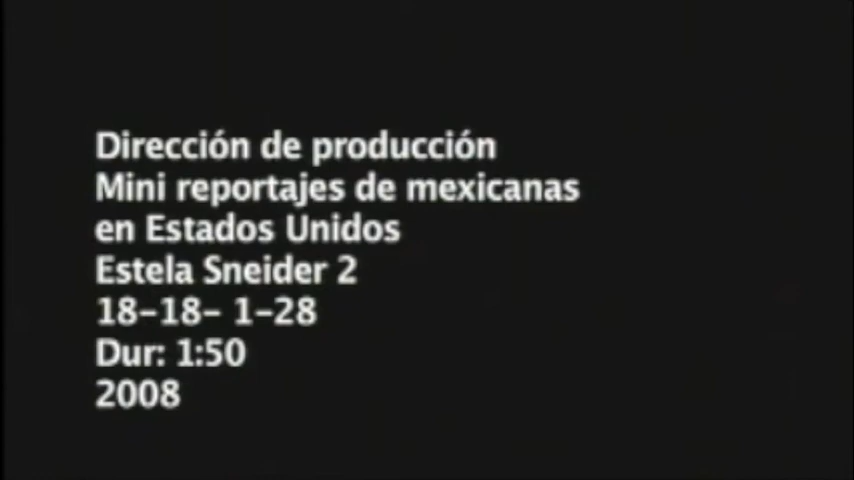 Dirección de producción
Mini reportajes de mexicanas
en Estados Unidos
Estela Sneider 2
18-18- 1-28
Dur: 1:50
2008